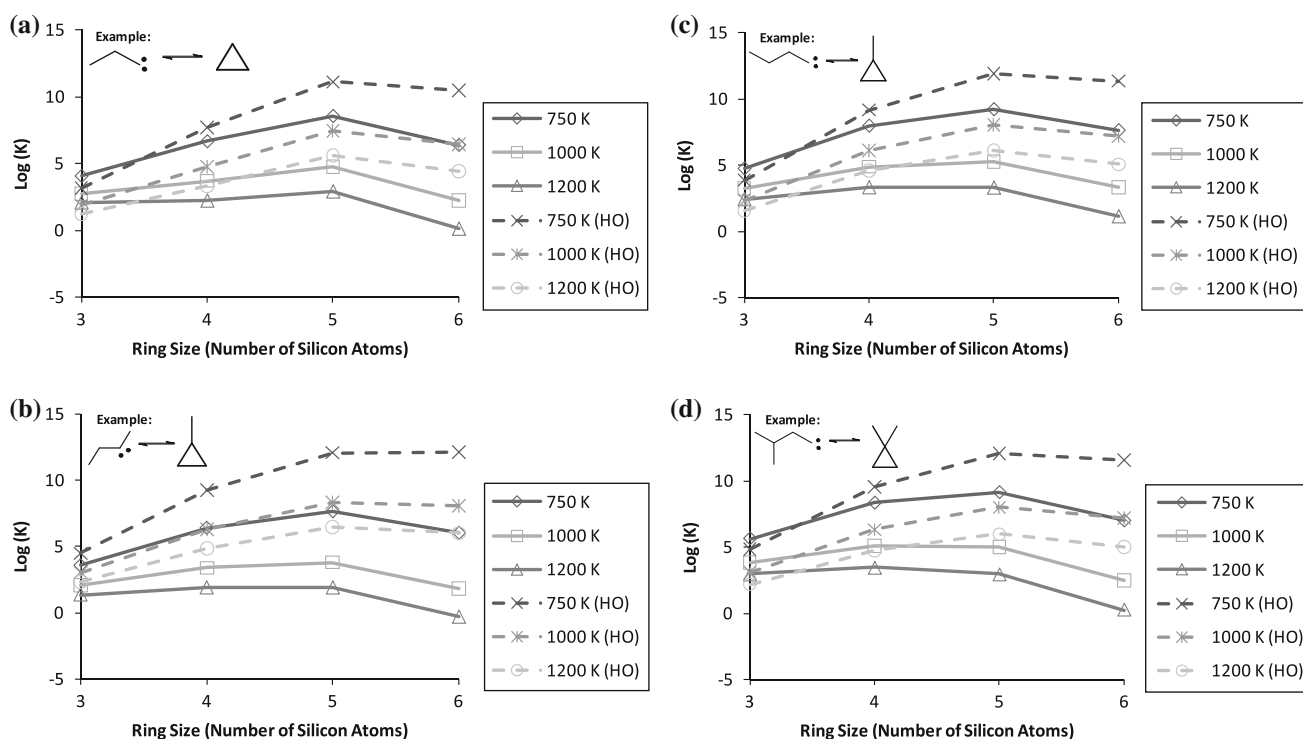 (a)
Example:
15
10
5
0
-5
Log (K)
3 4 5 6
Ring Size (Number of Silicon Atoms)
750 K
1000 K
1200 K
750 K (HO)
1000 K (HO)
1200 K (HO)
(c)
Example:
15
10
5
0
-5
Log (K)
3 4 5 6
Ring Size (Number of Silicon Atoms)
750 K
1000 K
1200 K
750 K (HO)
1000 K (HO)
1200 K (HO)
(b)
Example:
15
10
5
0
-5
Log (K)
3 4 5 6
Ring Size (Number of Silicon Atoms)
750 K
1000 K
1200 K
750 K (HO)
1000 K (HO)
1200 K (HO)
(d)
Example:
15
10
5
0
-5
Log (K)
3 4 5 6
Ring Size (Number of Silicon Atoms)
750 K
1000 K
1200 K
750 K (HO)
1000 K (HO)
1200 K (HO)